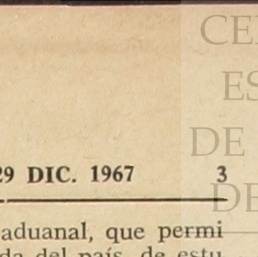 CE
ES
29 DIC. 1967 3
DE
DE
aduanal, que permi
da del país, de estu